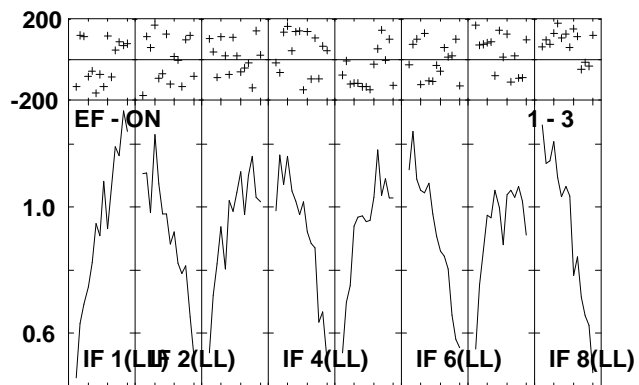 200
-200
EF - ON 1 - 3
1.0
0.6
IF 1(LL) IF 2(LL) IF 4(LL) IF 6(LL) IF 8(LL)